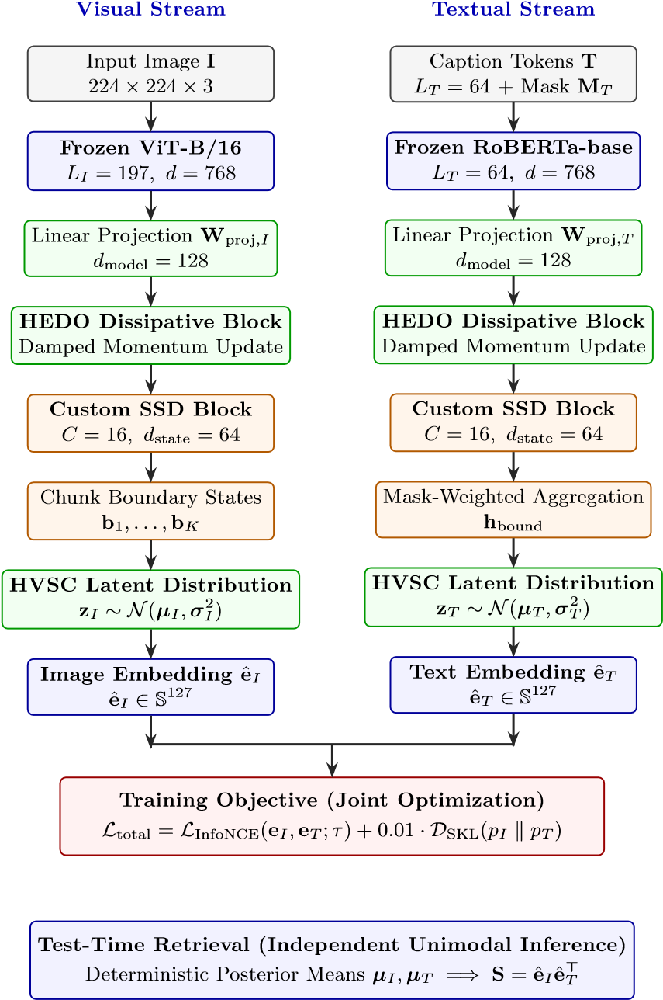 Visual Stream
Input Image I
224 × 224 × 3
Frozen ViT-B/16
L_I = 197, d = 768
Linear Projection W_proj,I
d_model = 128
HEDO Dissipative Block
Damped Momentum Update
Custom SSD Block
C = 16, d_state = 64
Chunk Boundary States
b_1, . . . , b_K
HVSC Latent Distribution
z_I ∼ 𝒩(μ_I, σ_I^2)
Image Embedding ê_I
ê_I ∈ 𝕊^127
Textual Stream
Caption Tokens T
L_T = 64 + Mask M_T
Frozen RoBERTa-base
L_T = 64, d = 768
Linear Projection W_proj,T
d_model = 128
HEDO Dissipative Block
Damped Momentum Update
Custom SSD Block
C = 16, d_state = 64
Mask-Weighted Aggregation
h_bound
HVSC Latent Distribution
z_T ∼ 𝒩(μ_T, σ_T^2)
Text Embedding ê_T
ê_T ∈ 𝕊^127
Training Objective (Joint Optimization)
ℒ_total = ℒ_InfoNCE(e_I, e_T; τ) + 0.01 · 𝒟_SKL(p_I ∥ p_T)
Test-Time Retrieval (Independent Unimodal Inference)
Deterministic Posterior Means μ_I, μ_T ⟹ S = ê_I ê_T^⊤